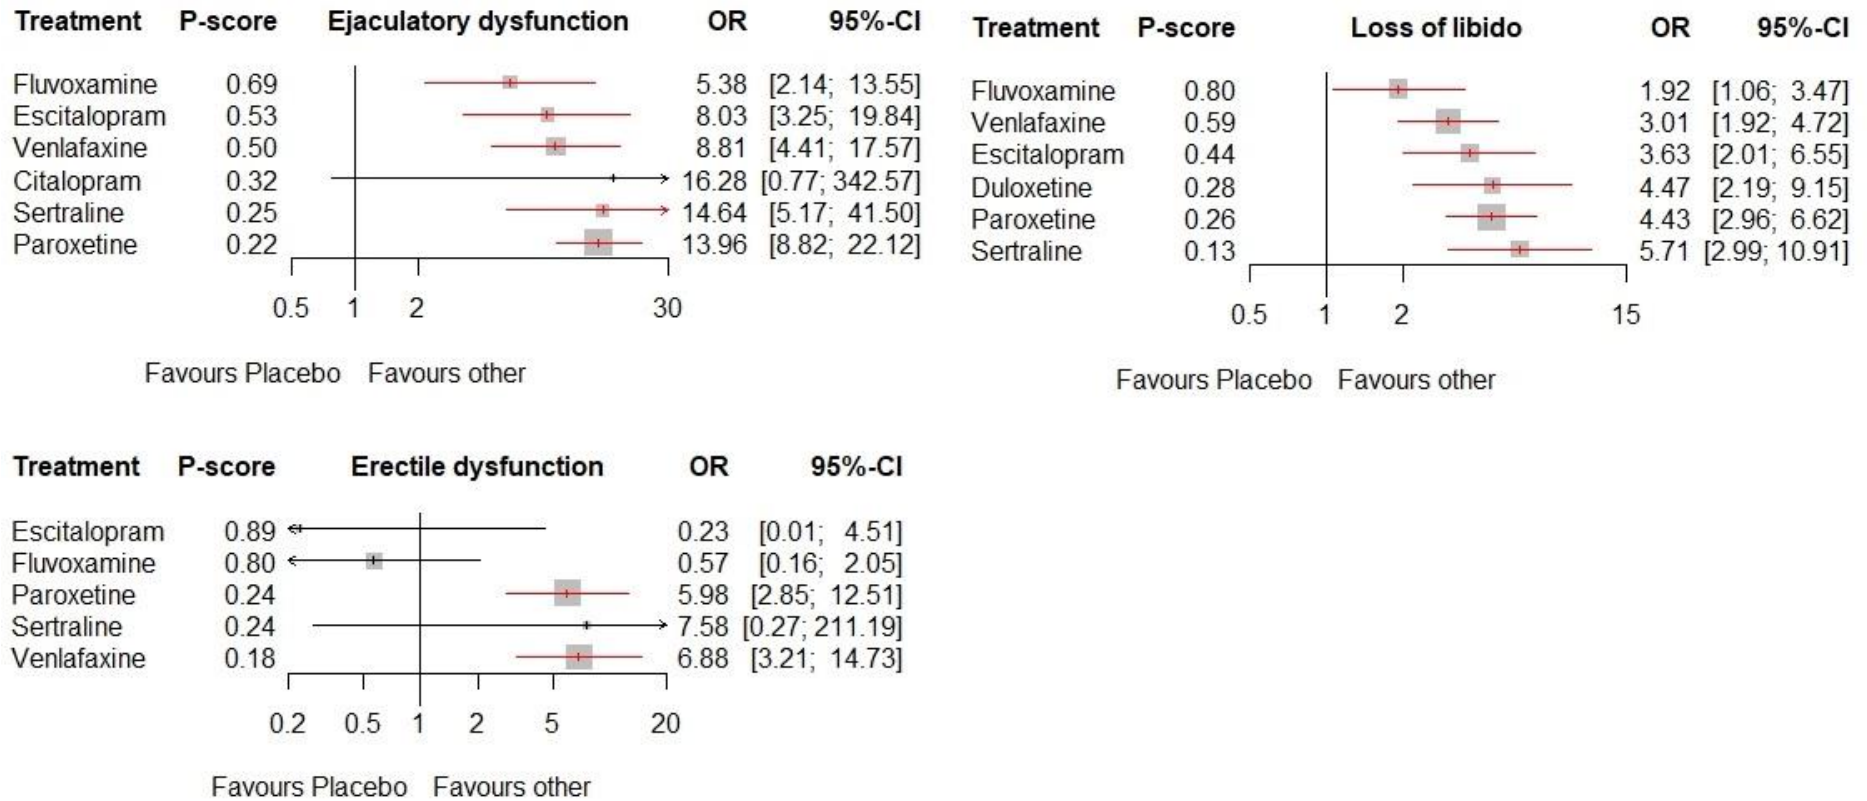 Treatment P-score Ejaculatory dysfunction OR 95%-CI
Fluvoxamine 0.69 5.38 [2.14; 13.55]
Escitalopram 0.53 8.03 [3.25; 19.84]
Venlafaxine 0.50 8.81 [4.41; 17.57]
Citalopram 0.32 16.28 [0.77; 342.57]
Sertraline 0.25 14.64 [5.17; 41.50]
Paroxetine 0.22 13.96 [8.82; 22.12]
0.5 1 2 30
Favours Placebo Favours other
Treatment P-score Loss of libido OR 95%-CI
Fluvoxamine 0.80 1.92 [1.06; 3.47]
Venlafaxine 0.59 3.01 [1.92; 4.72]
Escitalopram 0.44 3.63 [2.01; 6.55]
Duloxetine 0.28 4.47 [2.19; 9.15]
Paroxetine 0.26 4.43 [2.96; 6.62]
Sertraline 0.13 5.71 [2.99; 10.91]
0.5 1 2 15
Favours Placebo Favours other
Treatment P-score Erectile dysfunction OR 95%-CI
Escitalopram 0.89 0.23 [0.01; 4.51]
Fluvoxamine 0.80 0.57 [0.16; 2.05]
Paroxetine 0.24 5.98 [2.85; 12.51]
Sertraline 0.24 7.58 [0.27; 211.19]
Venlafaxine 0.18 6.88 [3.21; 14.73]
0.2 0.5 1 2 5 20
Favours Placebo Favours other